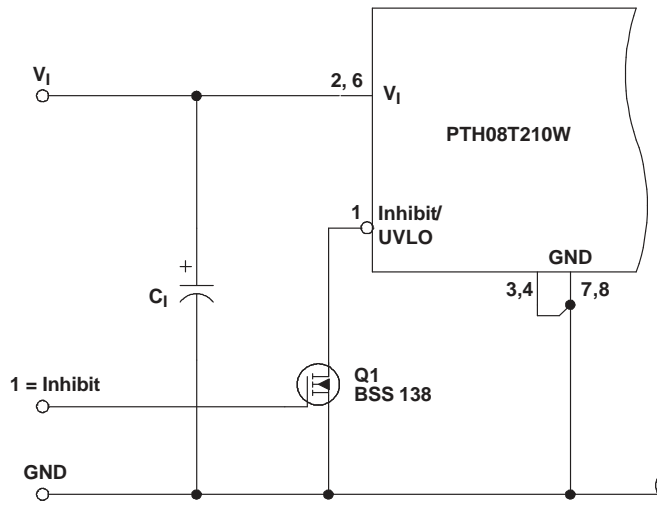 V_I
2, 6
V_I
PTH08T210W
1
Inhibit/
UVLO
GND
3,4
7,8
+
C_I
Q1
BSS 138
1 = Inhibit
GND